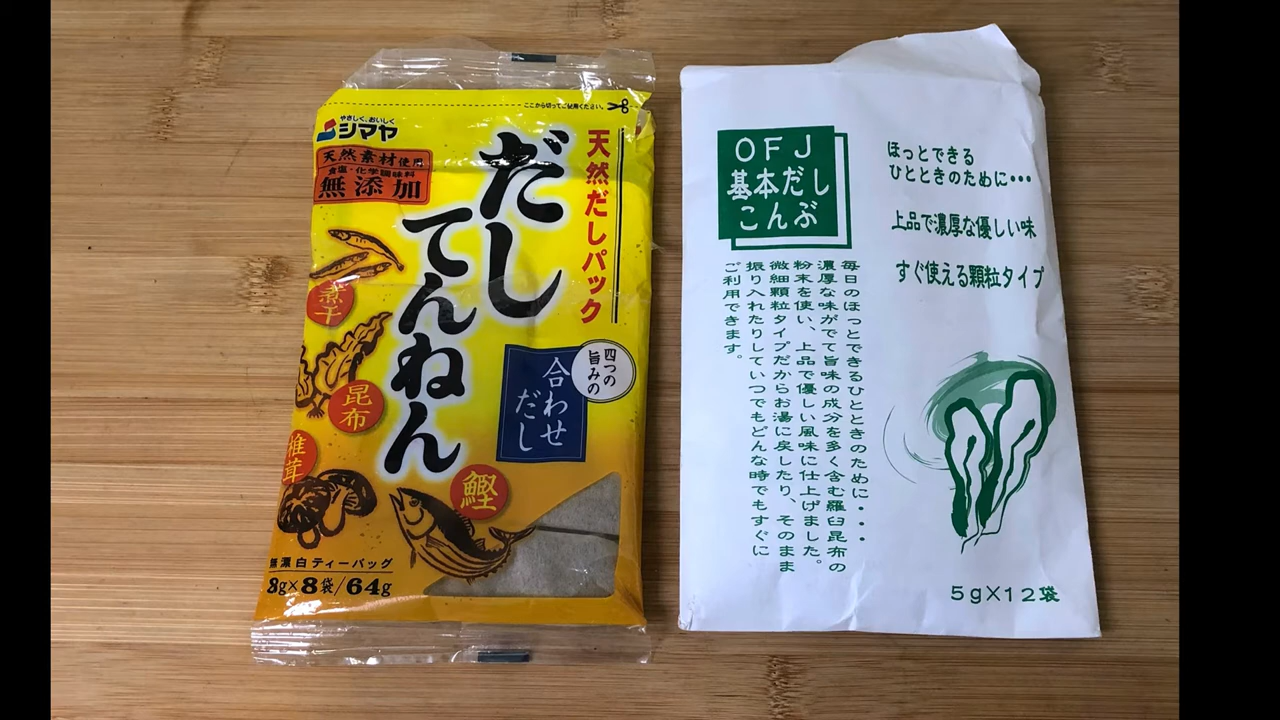 ここから切ってご使用ください。
やさしく、おいしく
シマヤ
天然素材使用
食塩・化学調味料
無添加
天然だしパック
だし
てんねん
四つの
旨みの
合わせ
だし
煮干
昆布
椎茸
鰹
無漂白ティーバッグ
8g×8袋/64g
OFJ
基本だし
こんぶ
ほっとできる
ひとときのために・・・
上品で濃厚な優しい味
すぐ使える顆粒タイプ
毎日のほっとできるひとときのために・・・
濃厚な味がでて旨味の成分を多く含む羅臼昆布の
粉末を使い、上品で優しい風味に仕上げました。
微細顆粒タイプだからお湯に戻したり、そのまま
振り入れたりしていつでもどんな時でもすぐに
ご利用できます。
5g×12袋